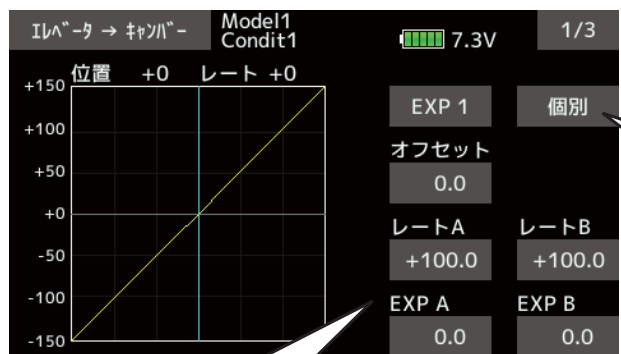 ｴﾚﾍﾞｰﾀ → ｷｬﾝﾊﾞｰ
Model1
Condit1
7.3V
1/3
位置 +0 レート +0
+150
+100
+50
+0
-50
-100
-150
EXP 1
個別
オフセット
0.0
レートA
レートB
+100.0
+100.0
EXP A
EXP B
0.0
0.0